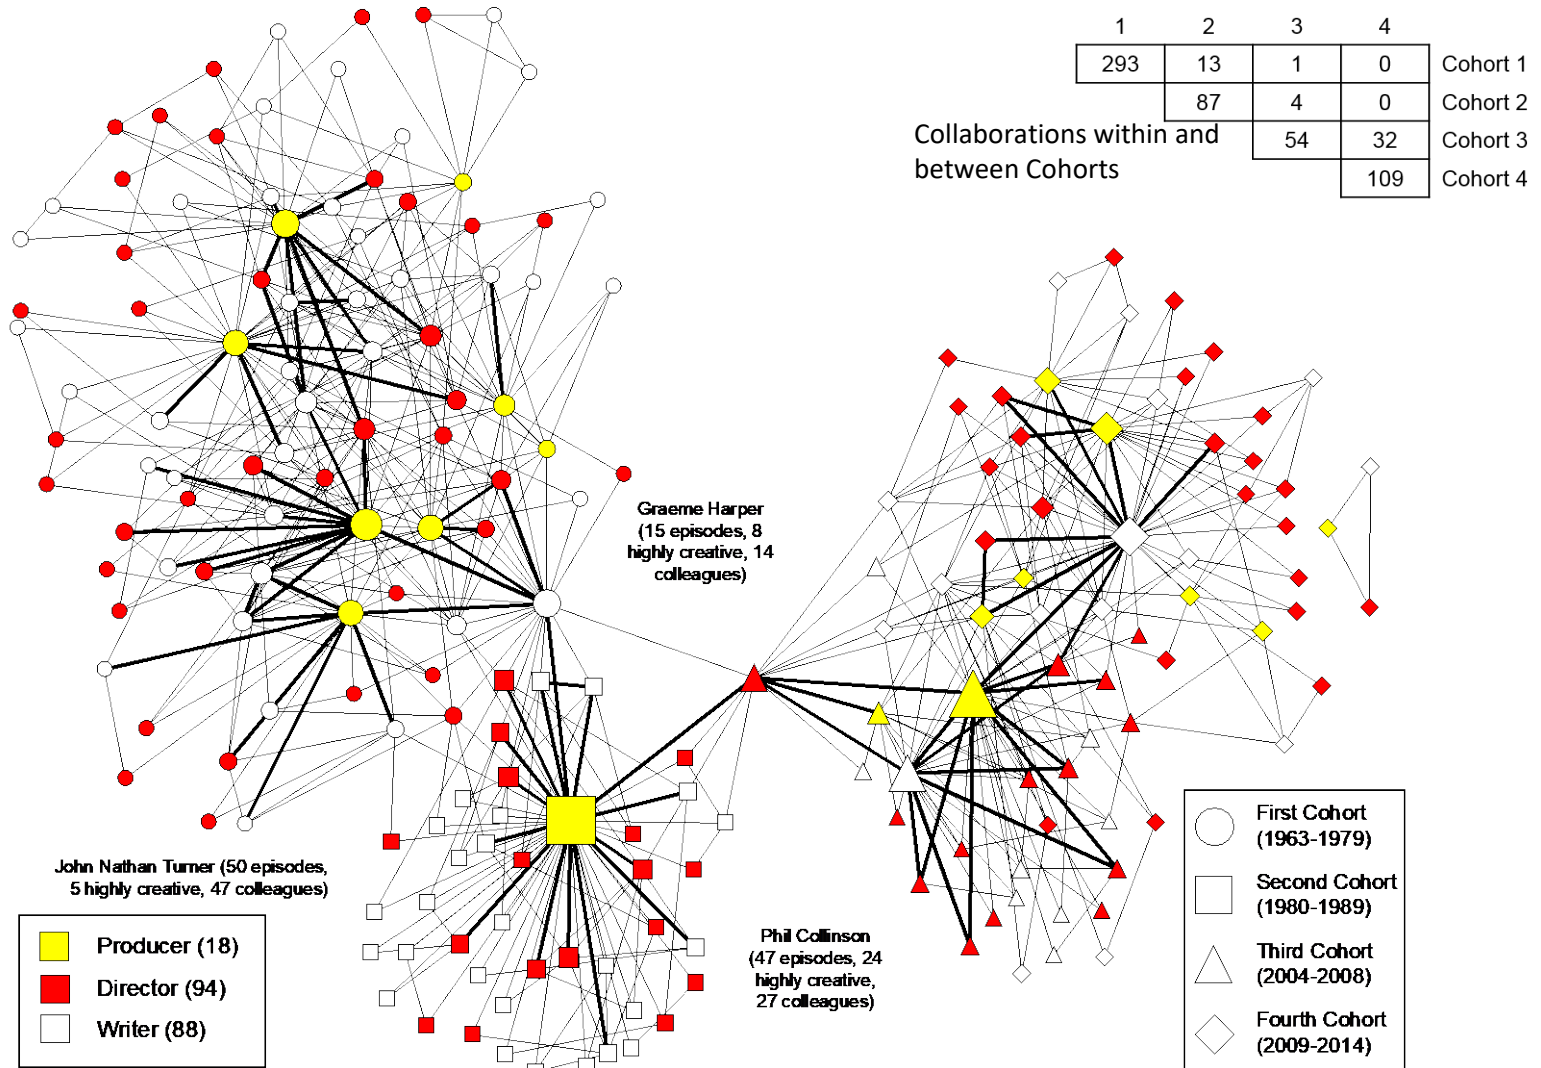 1 2 3 4
293 13 1 0 Cohort 1
87 4 0 Cohort 2
54 32 Cohort 3
109 Cohort 4
Collaborations within and
between Cohorts
Graeme Harper
(15 episodes, 8
highly creative, 14
colleagues)
John Nathan Turner (50 episodes,
5 highly creative, 47 colleagues)
Phil Collinson
(47 episodes, 24
highly creative,
27 colleagues)
Producer (18)
Director (94)
Writer (88)
First Cohort
(1963-1979)
Second Cohort
(1980-1989)
Third Cohort
(2004-2008)
Fourth Cohort
(2009-2014)